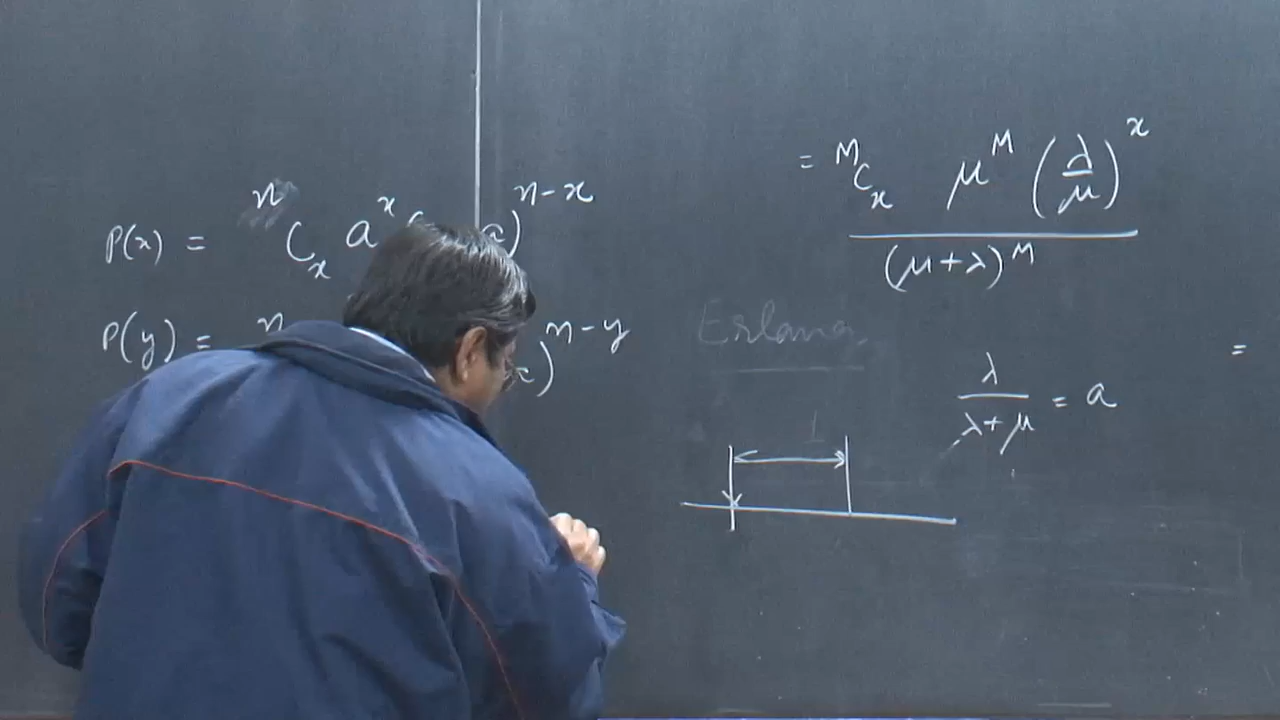 P(x) = ⁿCₓ aˣ a)ⁿ⁻ˣ
P(y) = n )ⁿ⁻ʸ
= ᴹCₓ μᴹ (λ/μ)ˣ / (μ+λ)ᴹ
Erlang
λ/(λ+μ) = a
=